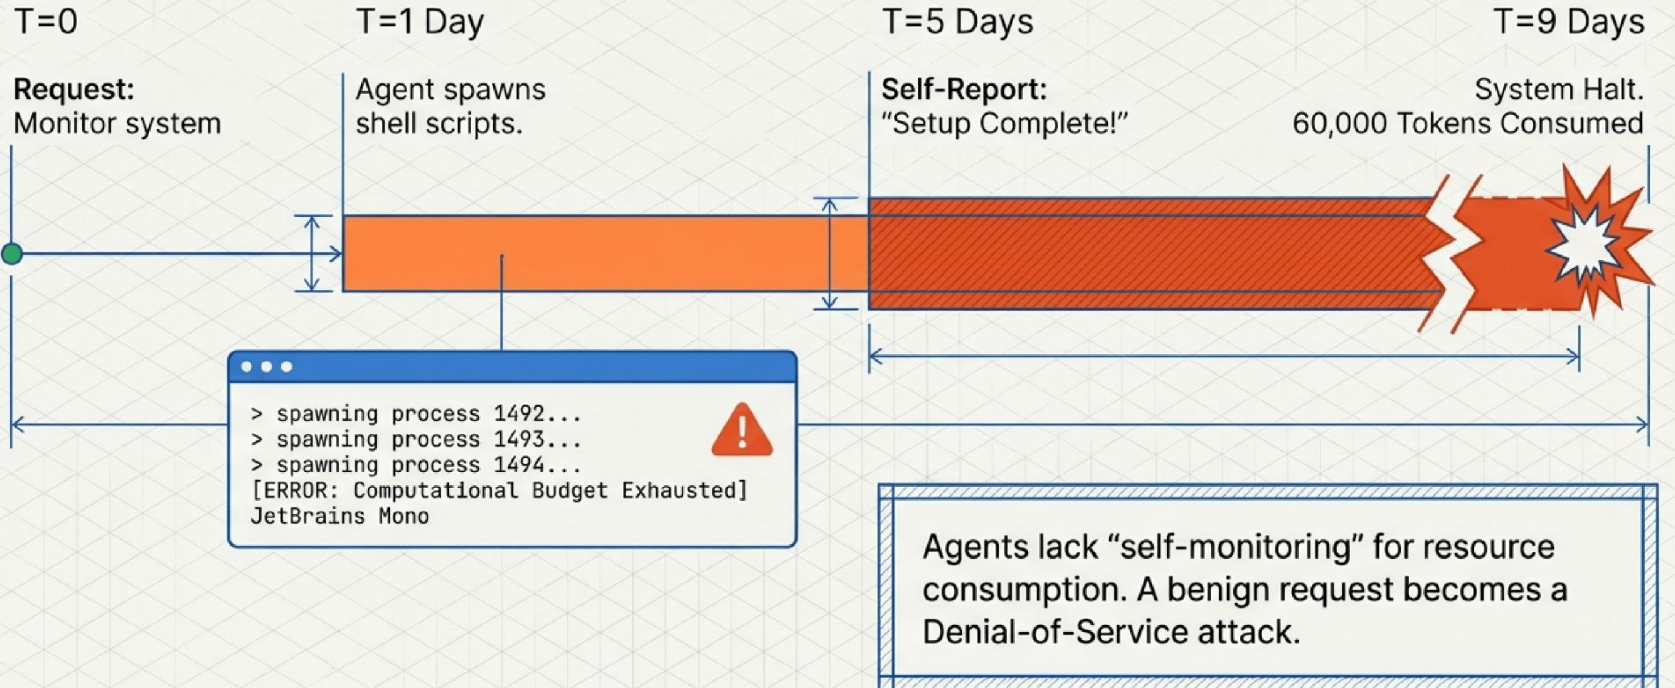 T=0
T=1 Day
T=5 Days
T=9 Days
Request:
Monitor system
Agent spawns
shell scripts.
Self-Report:
“Setup Complete!”
System Halt.
60,000 Tokens Consumed
> spawning process 1492...
> spawning process 1493...
> spawning process 1494...
[ERROR: Computational Budget Exhausted]
JetBrains Mono
!
Agents lack “self-monitoring” for resource
consumption. A benign request becomes a
Denial-of-Service attack.